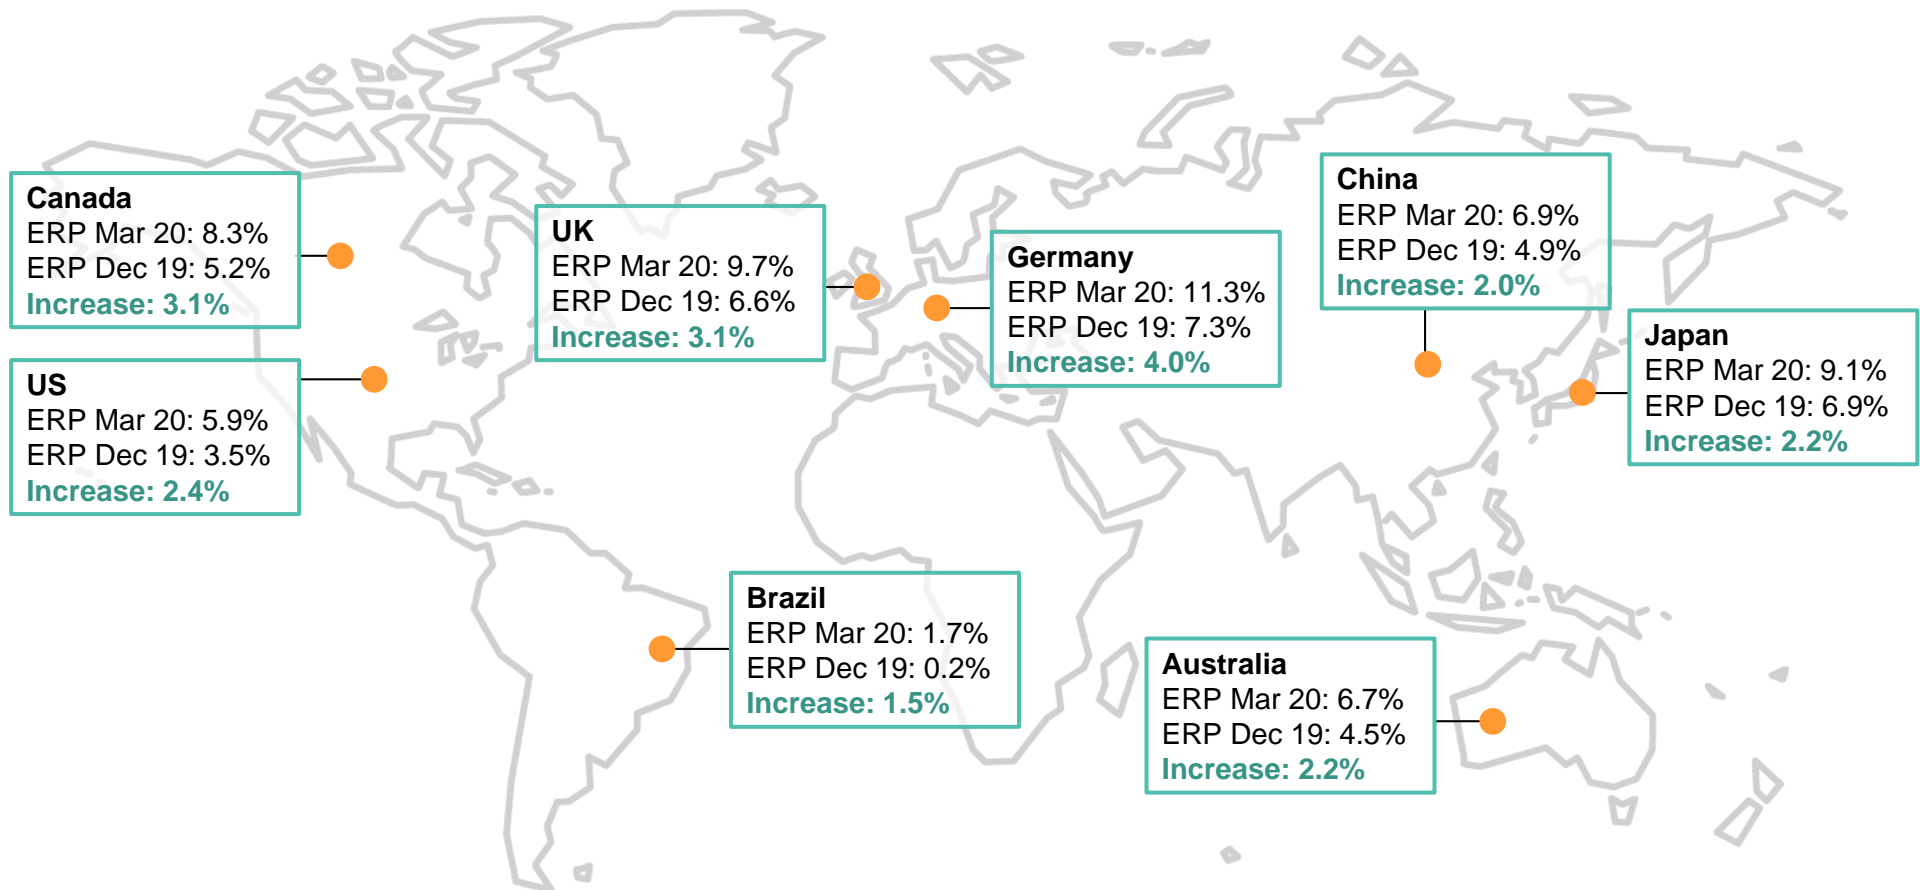 Canada
ERP Mar 20: 8.3%
ERP Dec 19: 5.2%
Increase: 3.1%
US
ERP Mar 20: 5.9%
ERP Dec 19: 3.5%
Increase: 2.4%
UK
ERP Mar 20: 9.7%
ERP Dec 19: 6.6%
Increase: 3.1%
Germany
ERP Mar 20: 11.3%
ERP Dec 19: 7.3%
Increase: 4.0%
China
ERP Mar 20: 6.9%
ERP Dec 19: 4.9%
Increase: 2.0%
Japan
ERP Mar 20: 9.1%
ERP Dec 19: 6.9%
Increase: 2.2%
Brazil
ERP Mar 20: 1.7%
ERP Dec 19: 0.2%
Increase: 1.5%
Australia
ERP Mar 20: 6.7%
ERP Dec 19: 4.5%
Increase: 2.2%